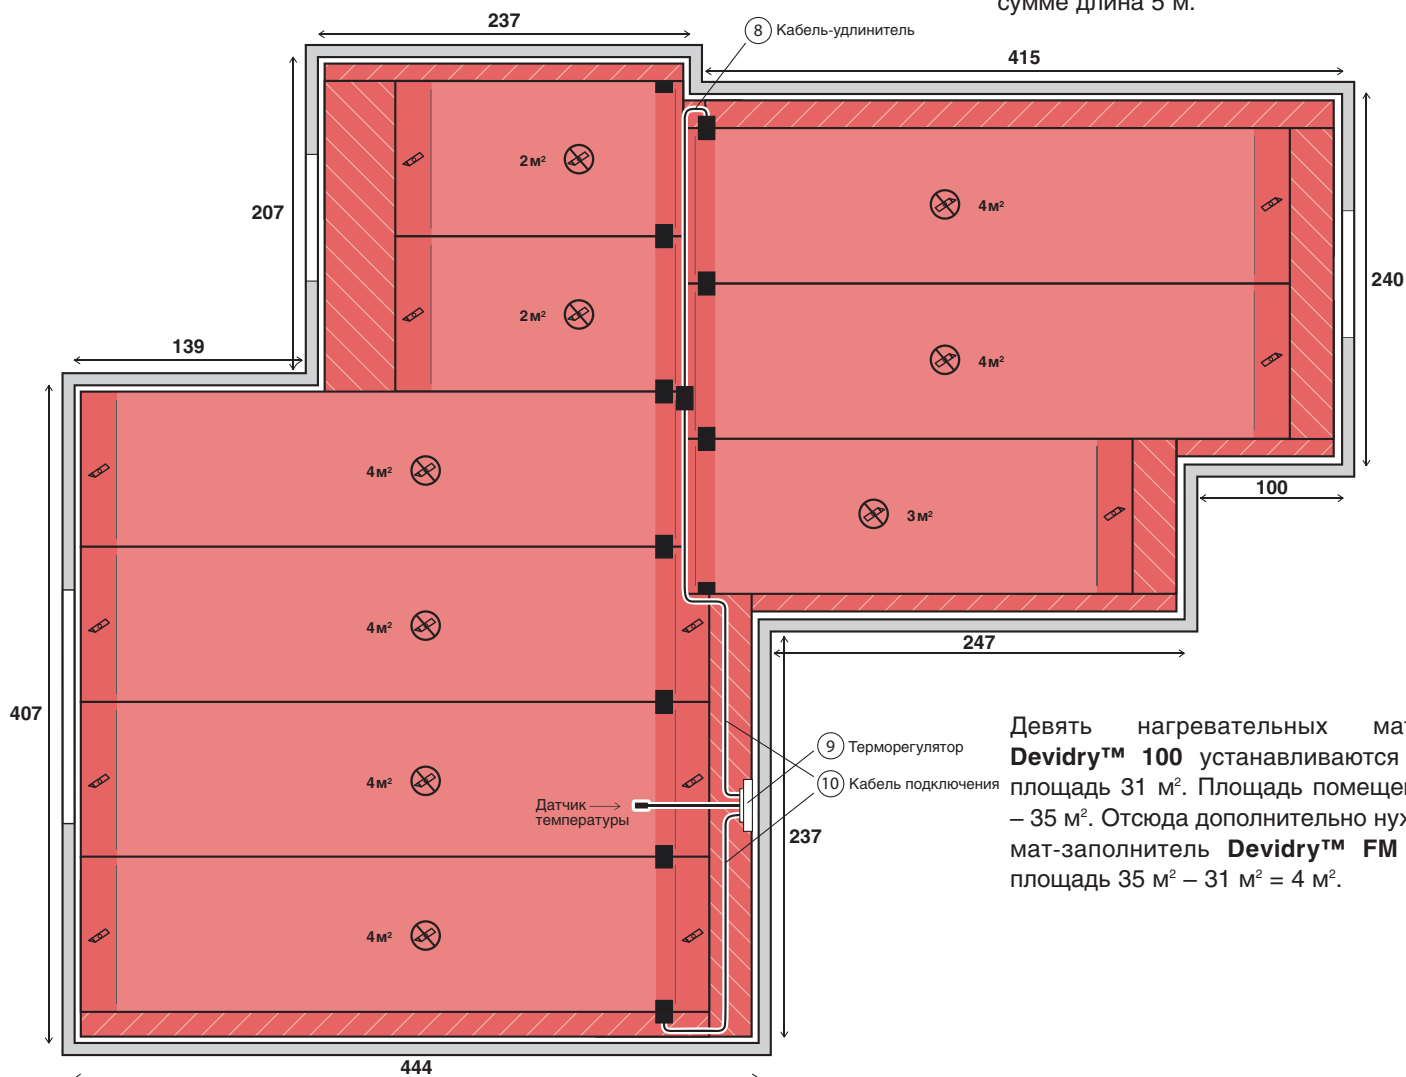 сумме длина 5 м.
237
8 Кабель-удлинитель
415
240
207
2 м²
4 м²
2 м²
139
4 м²
4 м²
100
3 м²
4 м²
247
407
4 м²
9 Терморегулятор
10 Кабель подключения
Датчик
температуры
237
4 м²
444
Девять нагревательных
Devidry™ 100 устанавливаются
площадь 31 м². Площадь
– 35 м². Отсюда дополнительно
мат-заполнитель Devidry™ FM
площадь 35 м² – 31 м² = 4 м².